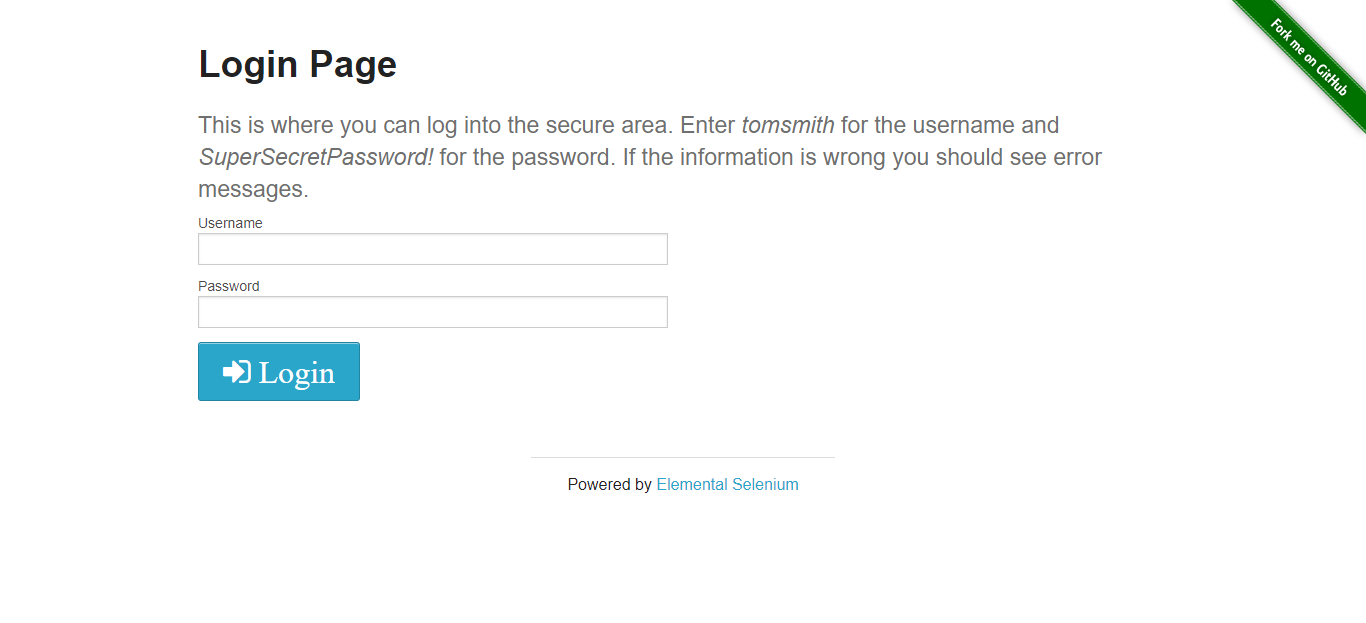 Fork me on GitHub
Login Page
This is where you can log into the secure area. Enter tomsmith for the username and
SuperSecretPassword! for the password. If the information is wrong you should see error
messages.
Username
Password
Login
Powered by Elemental Selenium